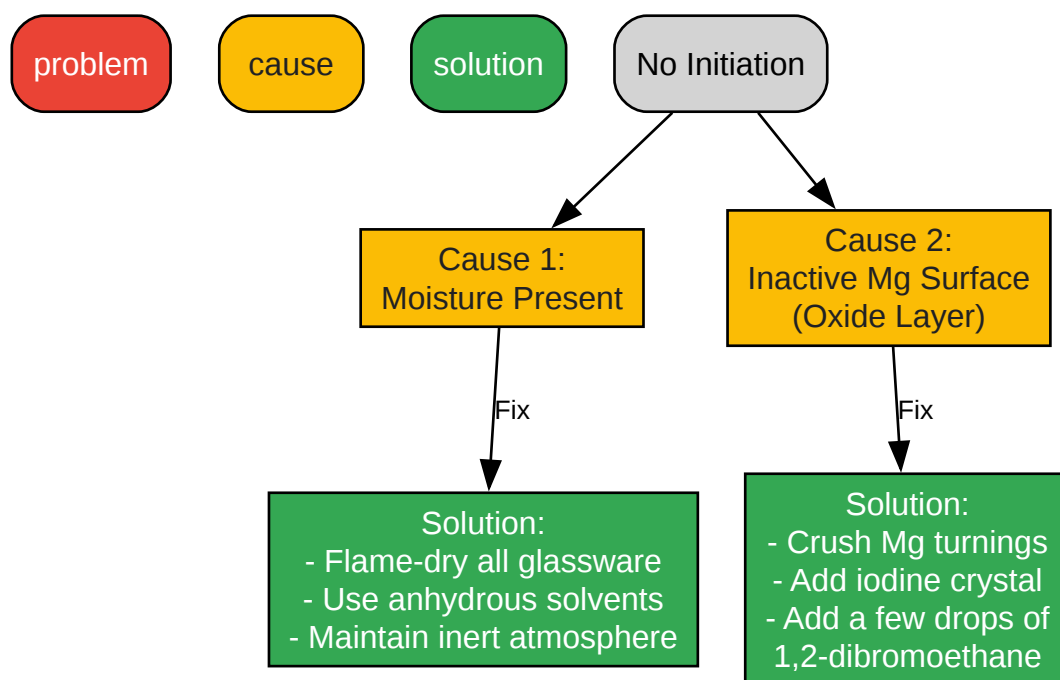 problem
cause
solution
No Initiation
Cause 1:
Moisture Present
Cause 2:
Inactive Mg Surface
(Oxide Layer)
Fix
Fix
Solution:
- Flame-dry all glassware
- Use anhydrous solvents
- Maintain inert atmosphere
Solution:
- Crush Mg turnings
- Add iodine crystal
- Add a few drops of
1,2-dibromoethane